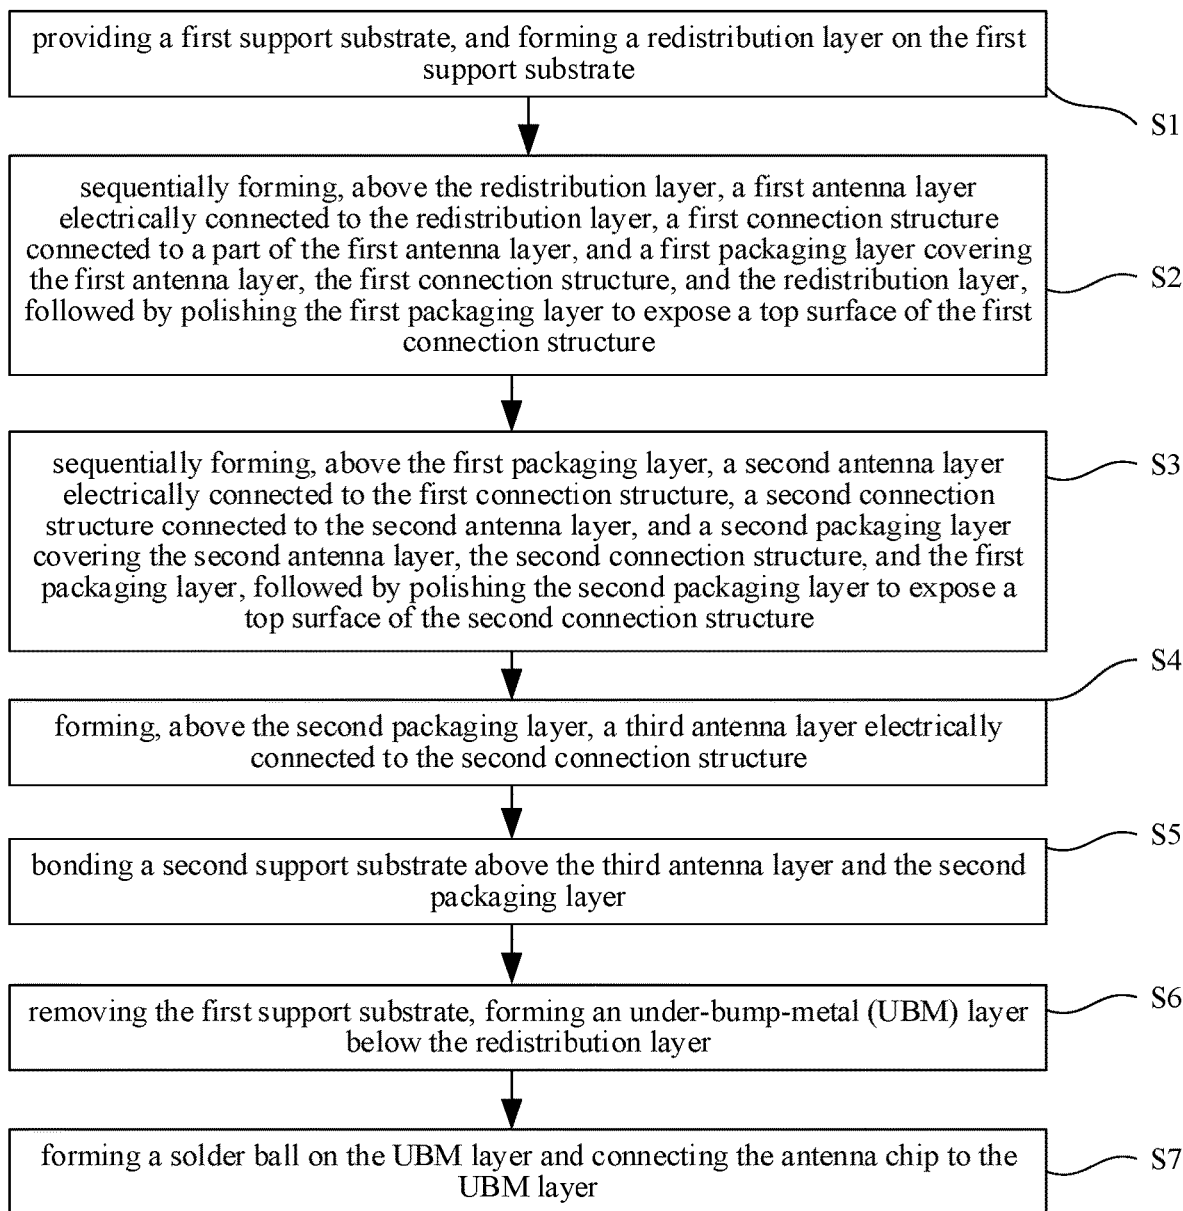 providing a first support substrate, and forming a redistribution layer on the first
support substrate
S1
sequentially forming, above the redistribution layer, a first antenna layer
electrically connected to the redistribution layer, a first connection structure
connected to a part of the first antenna layer, and a first packaging layer covering
the first antenna layer, the first connection structure, and the redistribution layer,
followed by polishing the first packaging layer to expose a top surface of the first
connection structure
S2
sequentially forming, above the first packaging layer, a second antenna layer
electrically connected to the first connection structure, a second connection
structure connected to the second antenna layer, and a second packaging layer
covering the second antenna layer, the second connection structure, and the first
packaging layer, followed by polishing the second packaging layer to expose a
top surface of the second connection structure
S3
forming, above the second packaging layer, a third antenna layer electrically
connected to the second connection structure
S4
bonding a second support substrate above the third antenna layer and the second
packaging layer
S5
removing the first support substrate, forming an under-bump-metal (UBM) layer
below the redistribution layer
S6
forming a solder ball on the UBM layer and connecting the antenna chip to the
UBM layer
S7